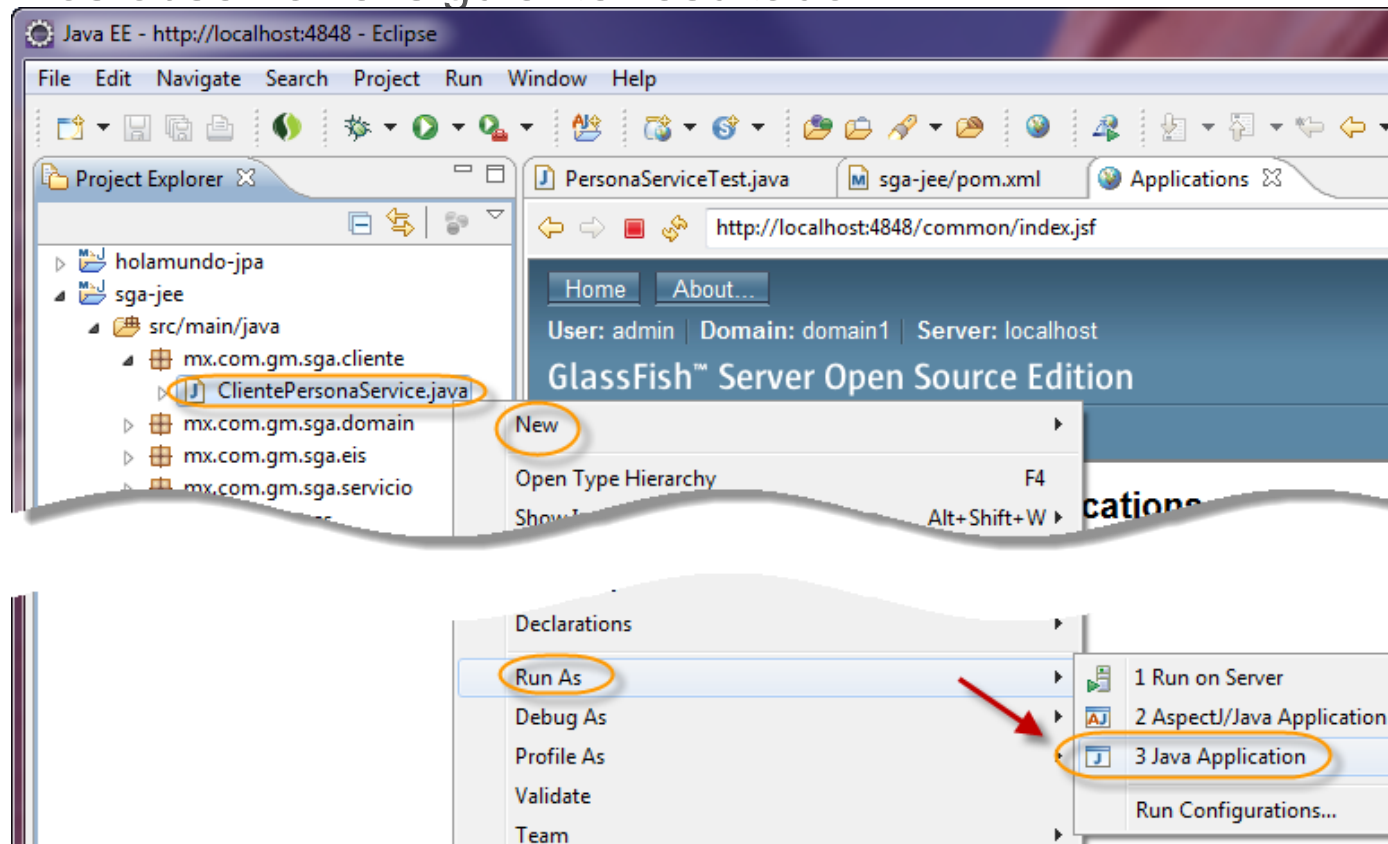 Java EE - http://localhost:4848 - Eclipse
File Edit Navigate Search Project Run Window Help
Project Explorer
PersonaServiceTest.java
sga-jee/pom.xml
Applications
http://localhost:4848/common/index.jsf
holamundo-jpa
sga-jee
src/main/java
mx.com.gm.sga.cliente
ClientePersonaService.java
mx.com.gm.sga.domain
mx.com.gm.sga.eis
mx.com.gm.sga.servicio
Home About...
User: admin Domain: domain1 Server: localhost
GlassFish™ Server Open Source Edition
New
Open Type Hierarchy F4
Show Alt+Shift+W
cations
Declarations
Run As
Debug As
Profile As
Validate
Team
1 Run on Server
2 AspectJ/Java Application
3 Java Application
Run Configurations...